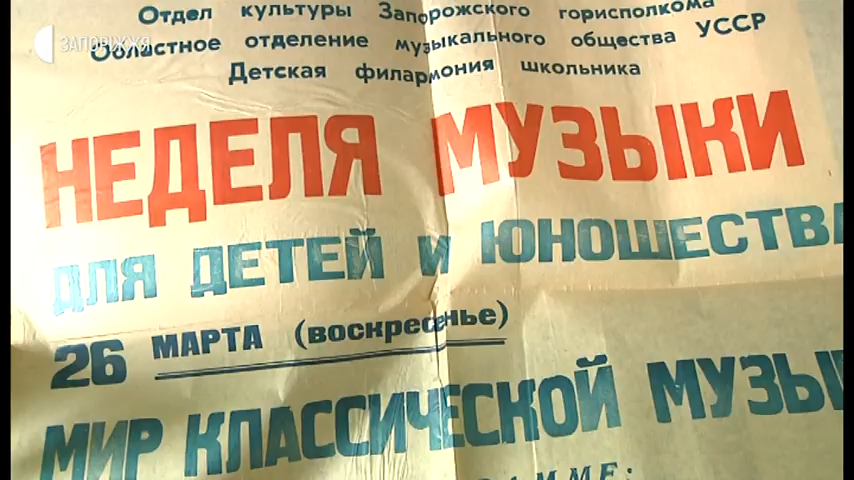 Отдел культуры Запорожского горисполкома
Областное отделение музыкального общества УССР
Детская филармония школьника
НЕДЕЛЯ МУЗЫКИ
ДЛЯ ДЕТЕЙ И ЮНОШЕСТВА
26 МАРТА (воскресенье)
МИР КЛАССИЧЕСКОЙ МУЗЫ
ЗАПОРІЖЖЯ